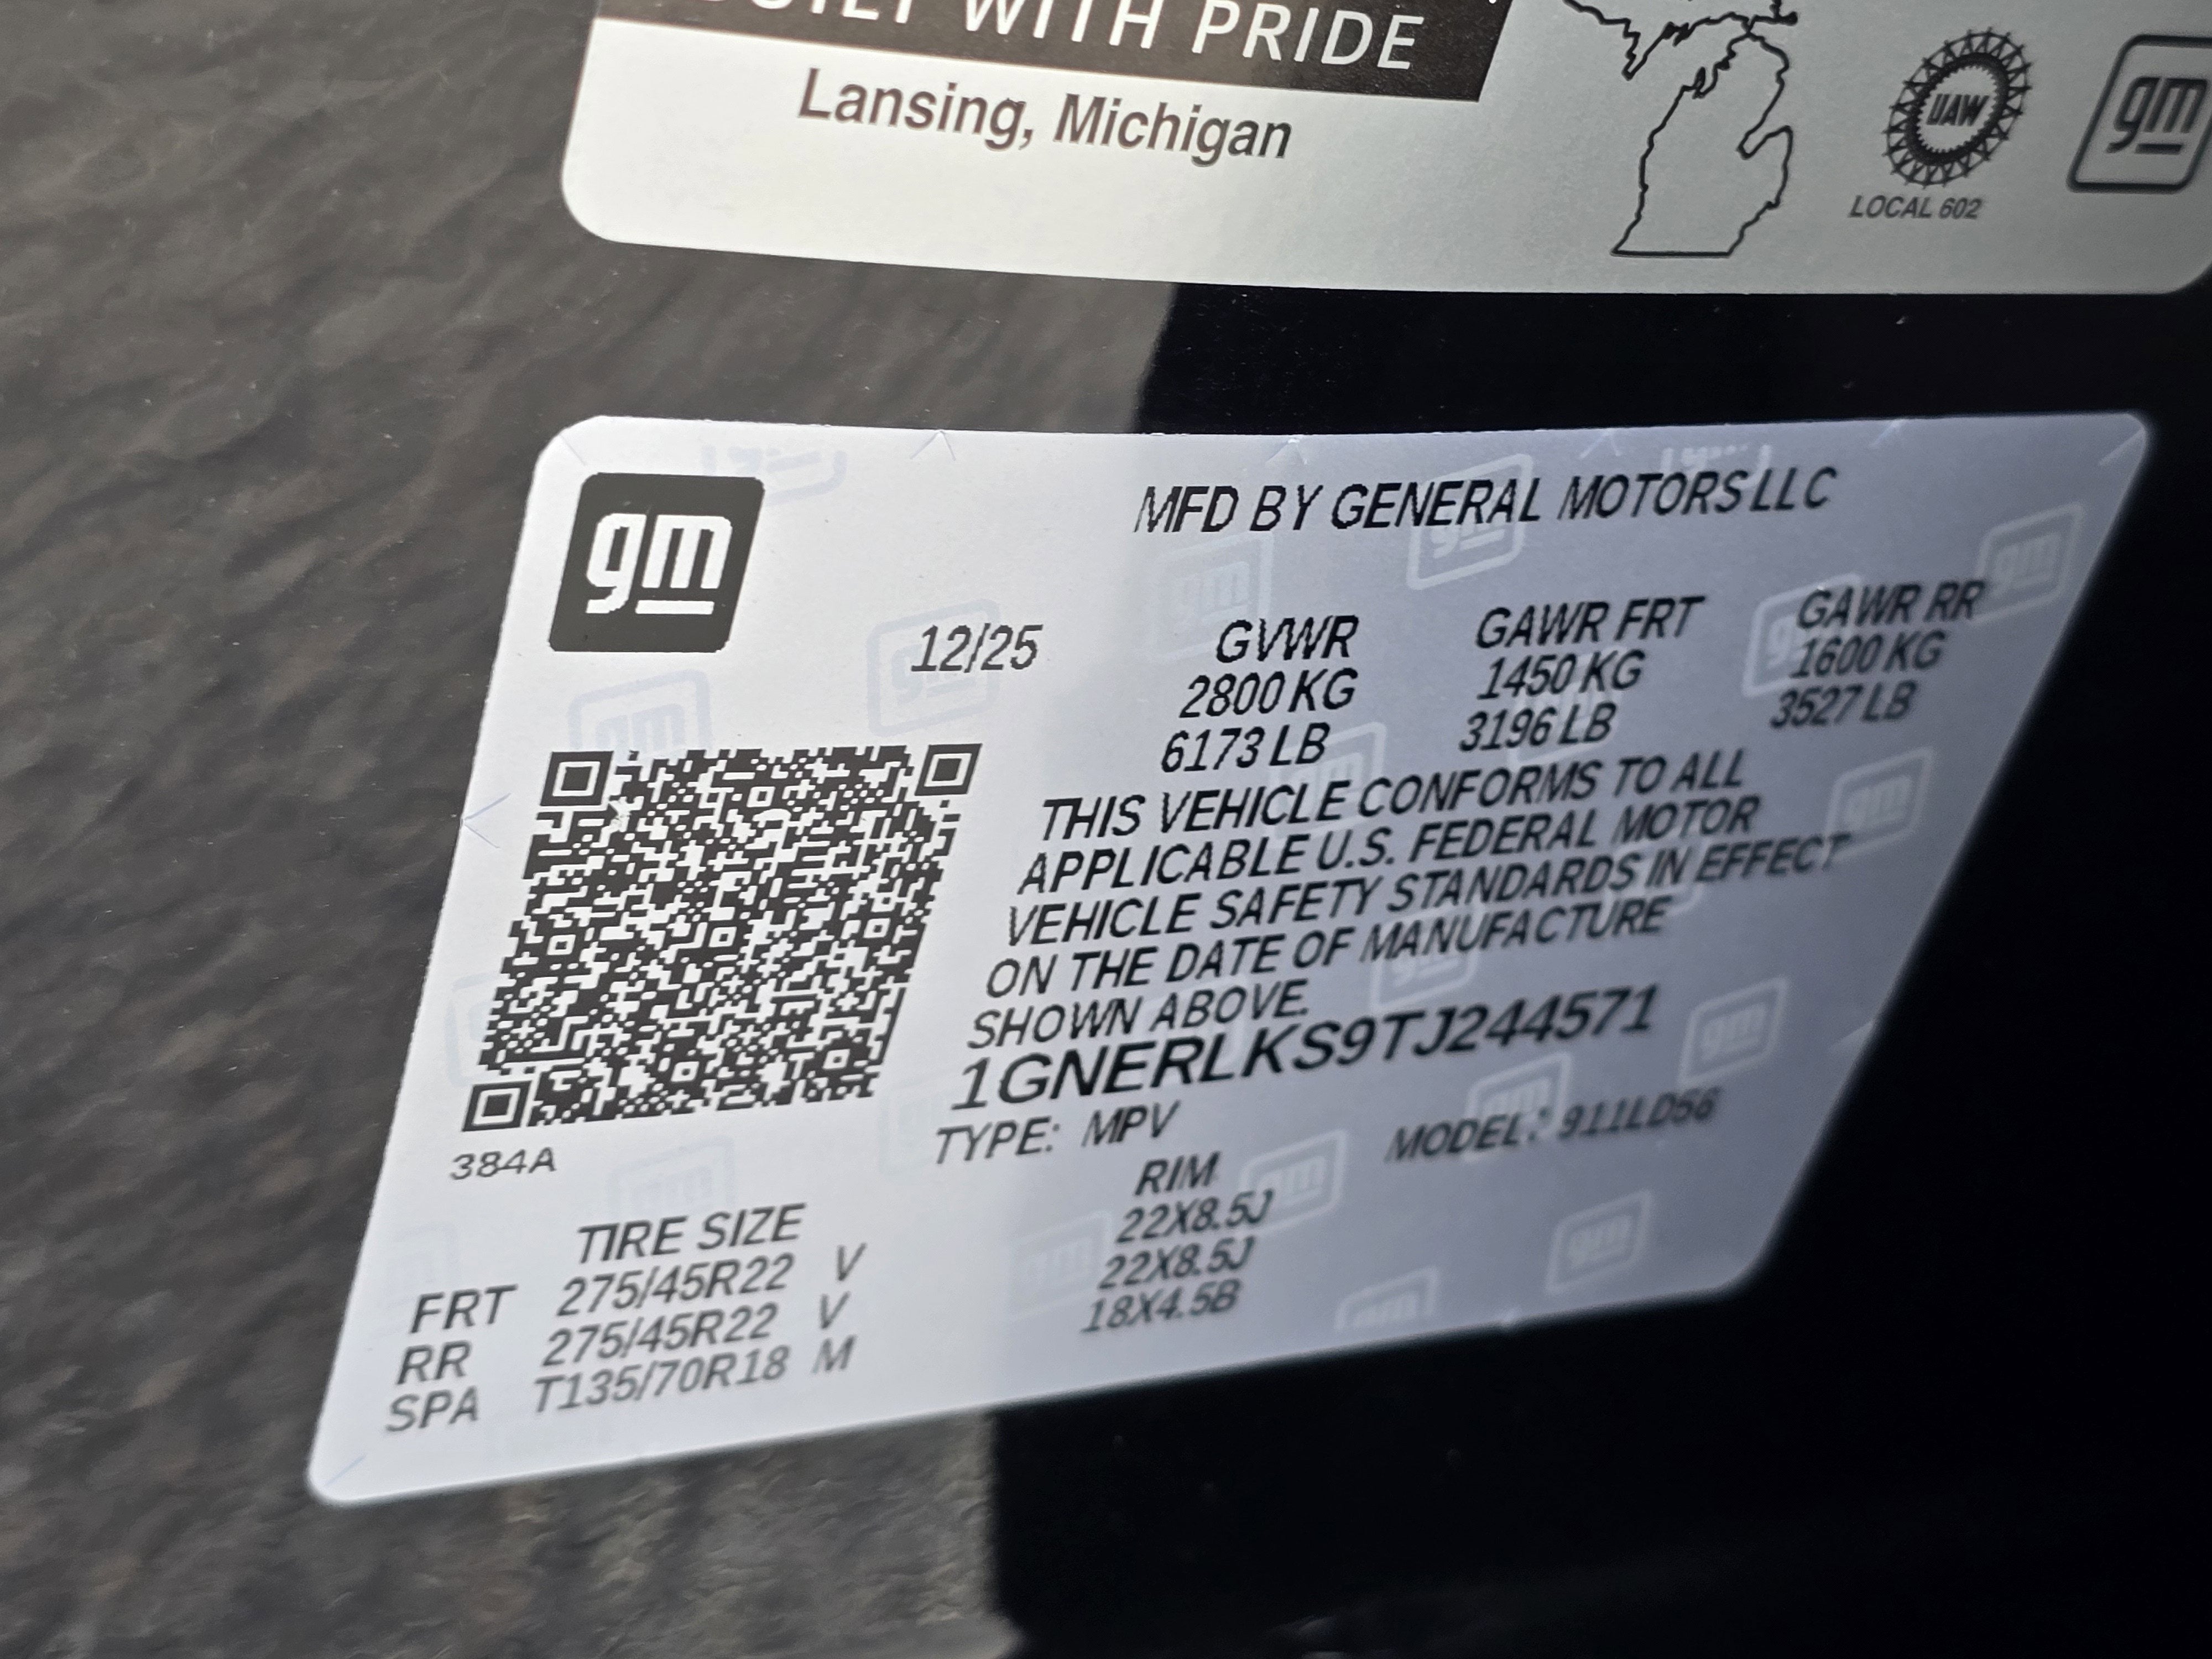 BUILT WITH PRIDE
Lansing, Michigan
UAW
LOCAL 602
gm
gm
MFD BY GENERAL MOTORS LLC
12/25
GVWR GAWR FRT GAWR RR
2800 KG 1450 KG 1600 KG
6173 LB 3196 LB 3527 LB
THIS VEHICLE CONFORMS TO ALL
APPLICABLE U.S. FEDERAL MOTOR
VEHICLE SAFETY STANDARDS IN EFFECT
ON THE DATE OF MANUFACTURE
SHOWN ABOVE.
1GNERLKS9TJ244571
TYPE: MPV MODEL: 911LD56
384A
TIRE SIZE RIM
FRT 275/45R22 V 22X8.5J
RR 275/45R22 V 22X8.5J
SPA T135/70R18 M 18X4.5B